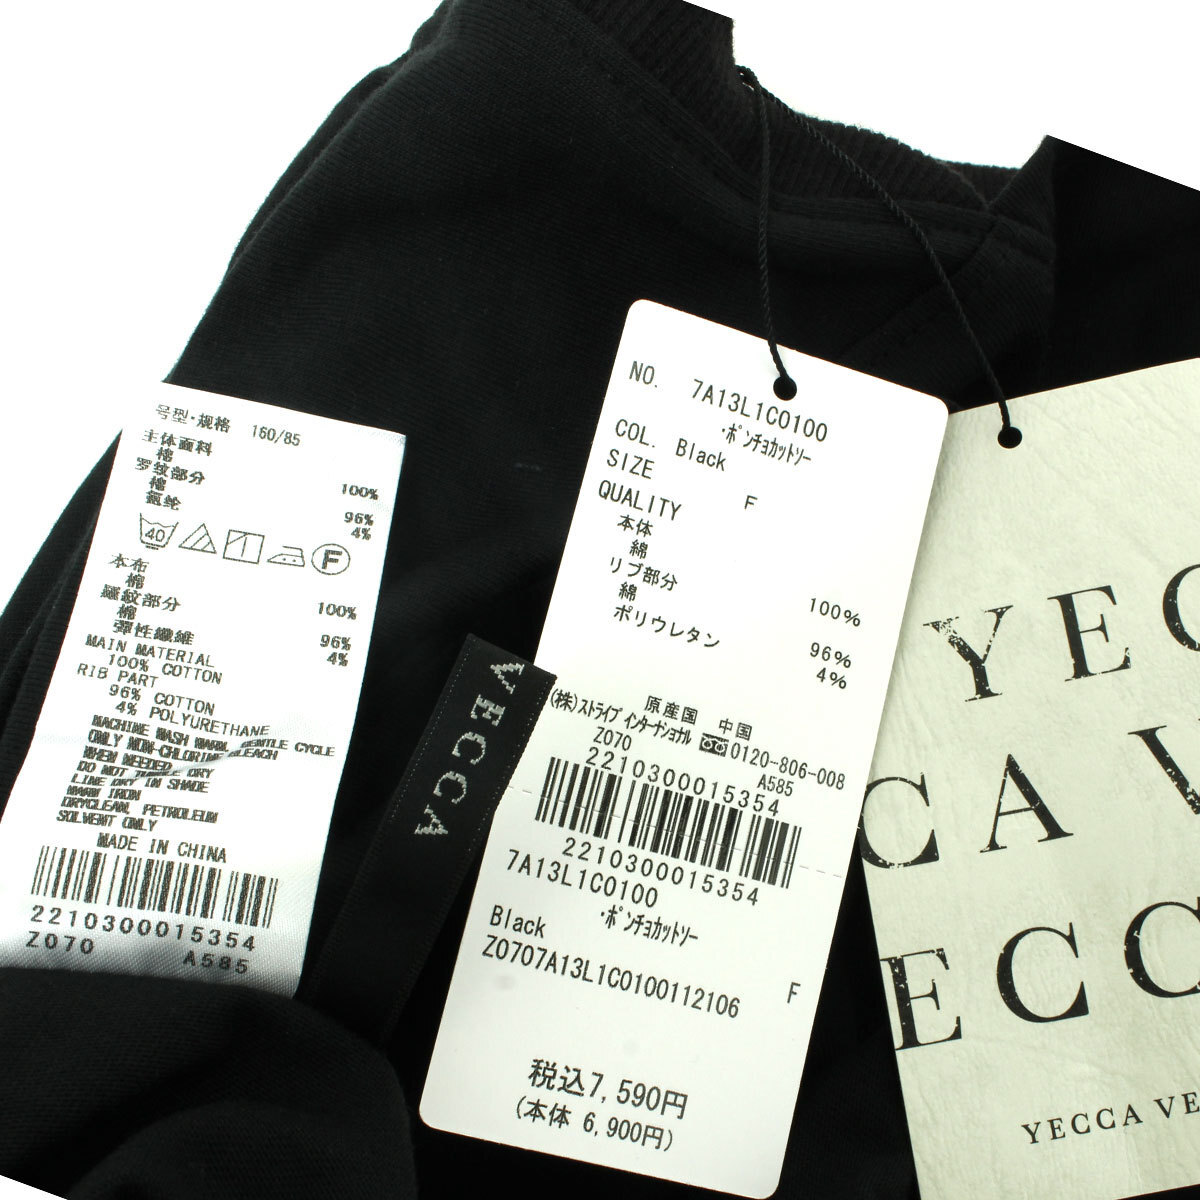 号型·规格 160/85
主体面料
棉 100%
罗纹部分
棉 96%
氨纶 4%
40
F
本布
棉 100%
羅紋部分
棉 96%
彈性纖維 4%
MAIN MATERIAL
100% COTTON
RIB PART
96% COTTON
4% POLYURETHANE
MACHINE WASH WARM, GENTLE CYCLE
ONLY NON-CHLORINE BLEACH
WHEN NEEDED
DO NOT TUMBLE DRY
LINE DRY IN SHADE
WARM IRON
DRYCLEAN, PETROLEUM
SOLVENT ONLY
MADE IN CHINA
2210300015354
Z070 A585
VECCA
NO. 7A13L1C0100
・ポンチョカットソー
COL. Black
SIZE F
QUALITY
本体
綿 100%
リブ部分
綿 96%
ポリウレタン 4%
原産国 中国
(株)ストライプインターナショナル 0120-806-008
Z070 A585
2210300015354
2210300015354
7A13L1C0100
・ポンチョカットソー
Black F
Z0707A13L1C0100112106
税込7,590円
(本体 6,900円)
YEC
CA V
ECC
YECCA VE